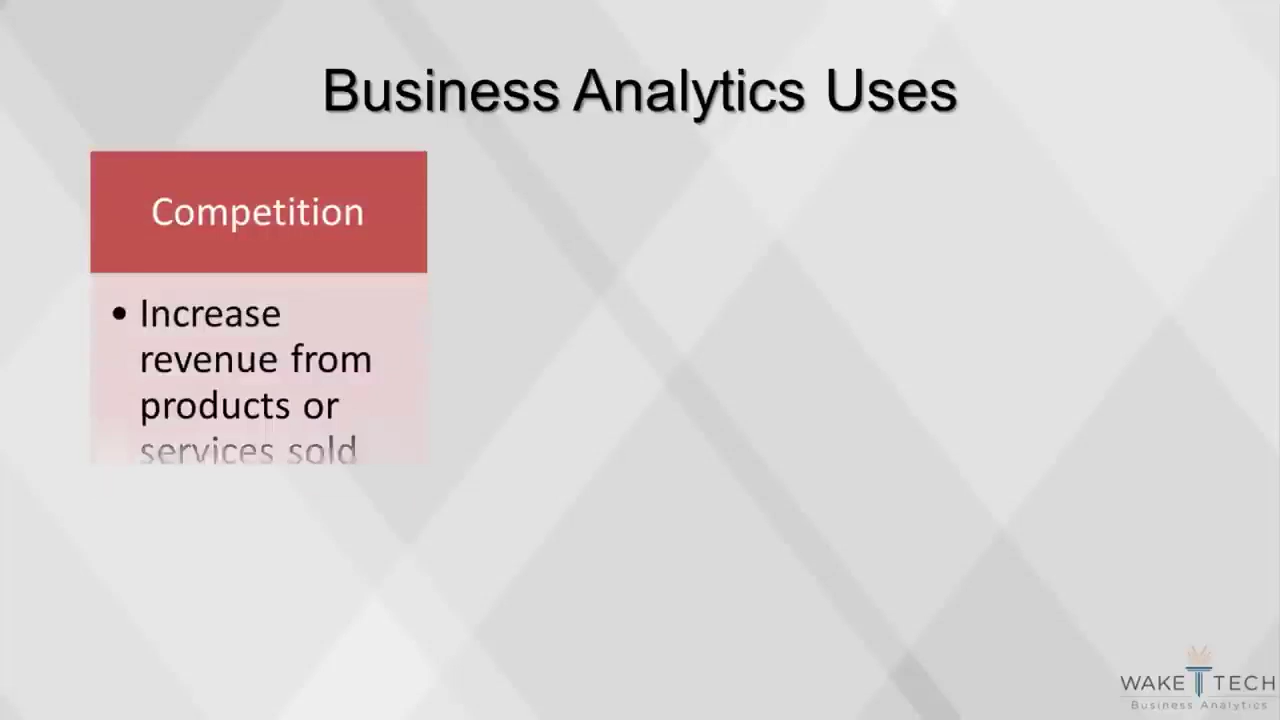 Business Analytics Uses
Competition
• Increase
revenue from
products or
services sold
WAKE TECH
Business Analytics